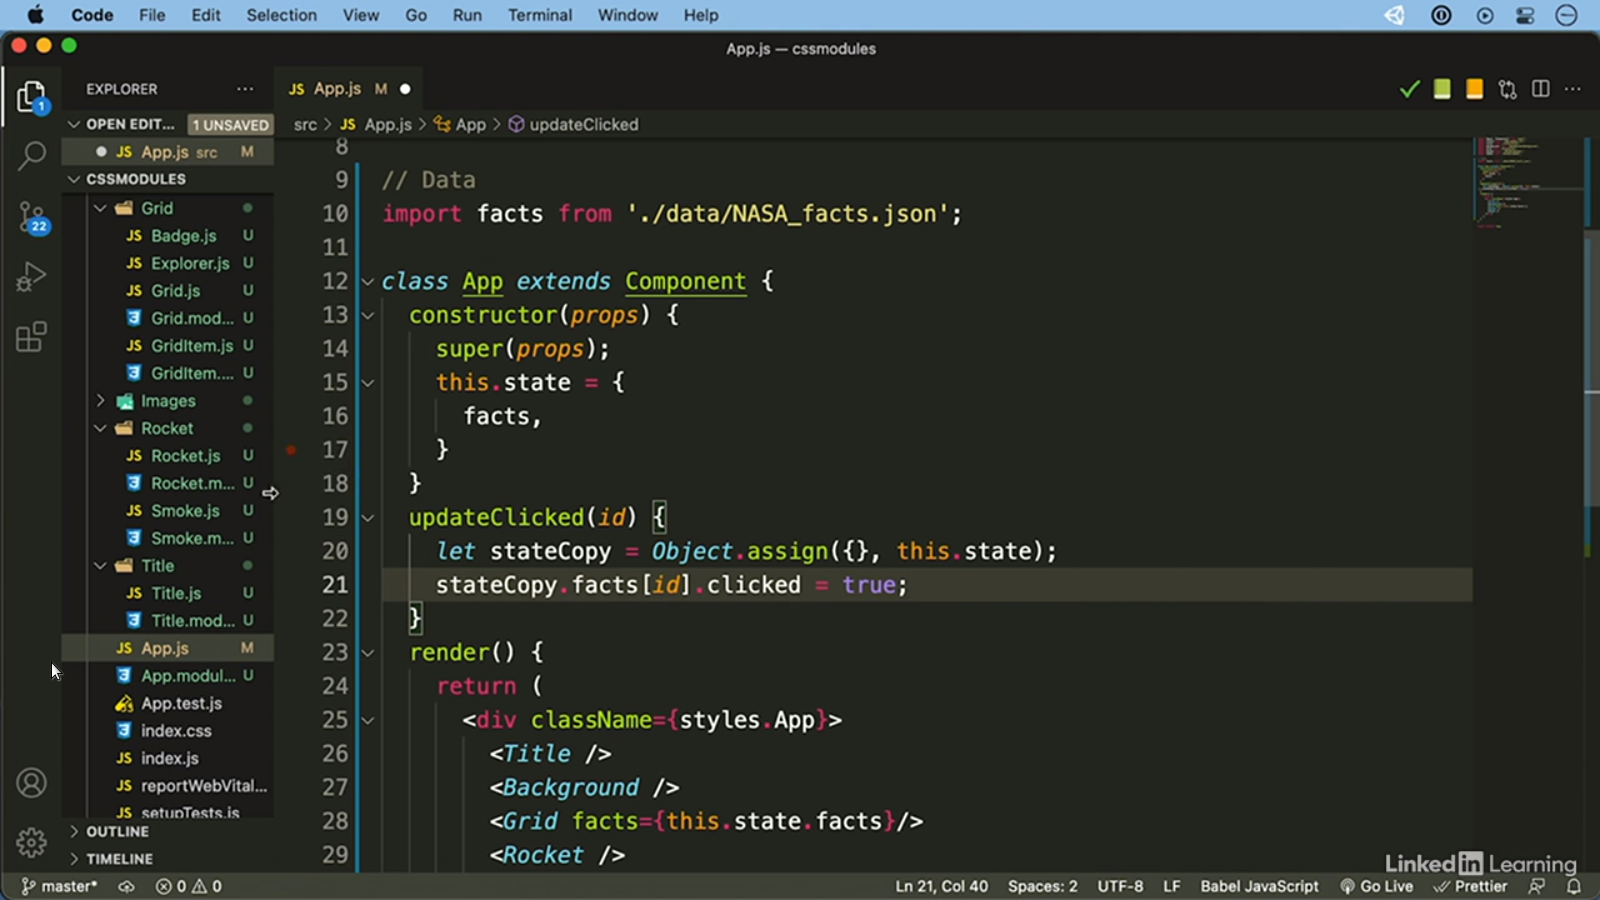 Code File Edit Selection View Go Run Terminal Window Help
App.js — cssmodules
EXPLORER ···
JS App.js M
OPEN EDIT... 1 UNSAVED
src > JS App.js > App > updateClicked
JS App.js src M
CSSMODULES
Grid
JS Badge.js U
JS Explorer.js U
JS Grid.js U
Grid.mod... U
JS GridItem.js U
GridItem.... U
Images
Rocket
JS Rocket.js U
Rocket.m... U
JS Smoke.js U
Smoke.m... U
Title
JS Title.js U
Title.mod... U
JS App.js M
App.modul... U
App.test.js
index.css
JS index.js
JS reportWebVital...
JS setupTests.js
OUTLINE
TIMELINE
1
22
8
9 // Data
10 import facts from './data/NASA_facts.json';
11
12 class App extends Component {
13 constructor(props) {
14 super(props);
15 this.state = {
16 facts,
17 }
18 }
19 updateClicked(id) {
20 let stateCopy = Object.assign({}, this.state);
21 stateCopy.facts[id].clicked = true;
22 }
23 render() {
24 return (
25 <div className={styles.App}>
26 <Title />
27 <Background />
28 <Grid facts={this.state.facts}/>
29 <Rocket />
LinkedIn Learning
master* 0 0 Ln 21, Col 40 Spaces: 2 UTF-8 LF Babel JavaScript Go Live Prettier